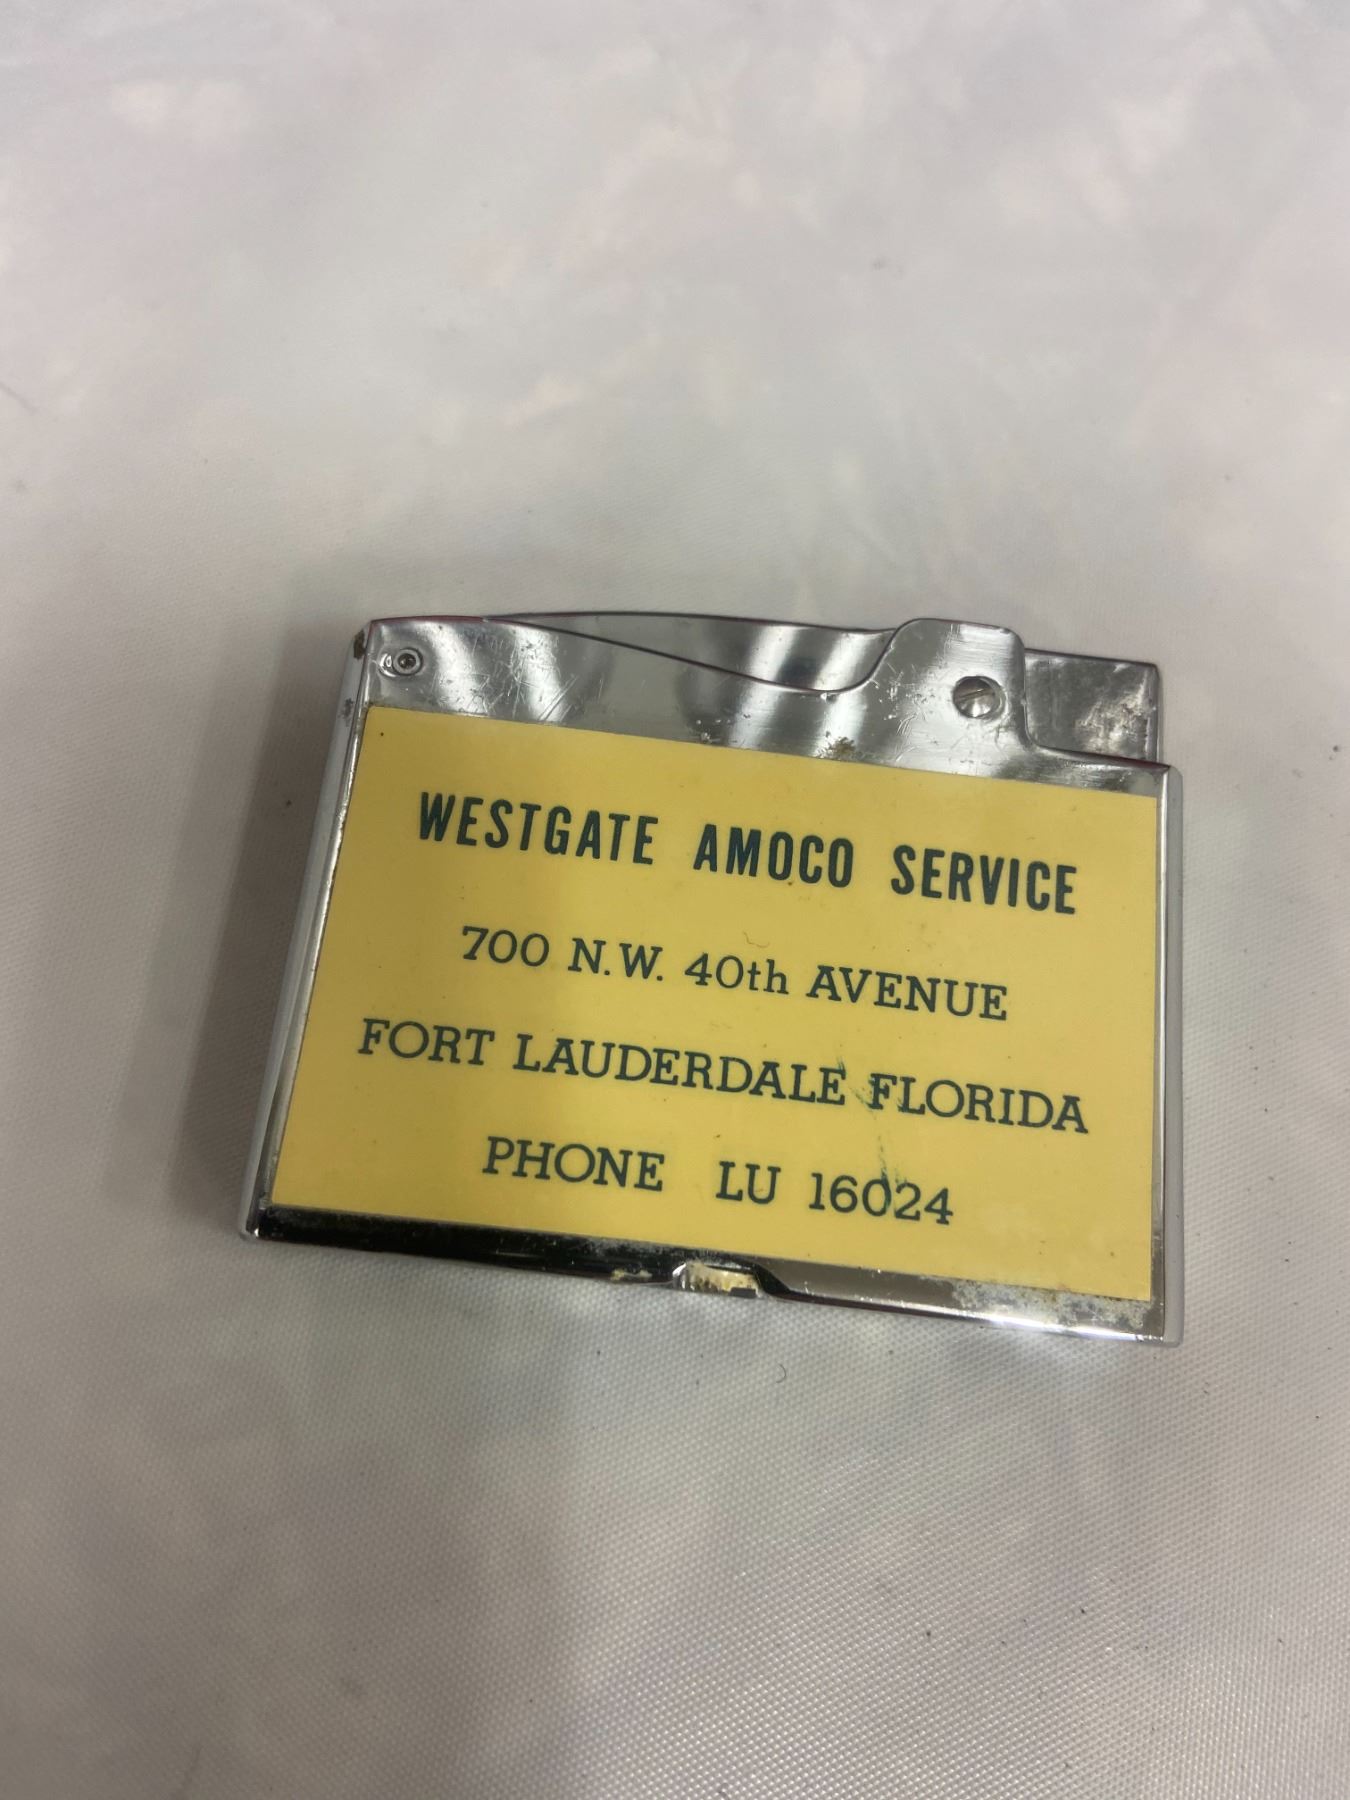 WESTGATE AMOCO SERVICE
700 N.W. 40th AVENUE
FORT LAUDERDALE FLORIDA
PHONE LU 16024